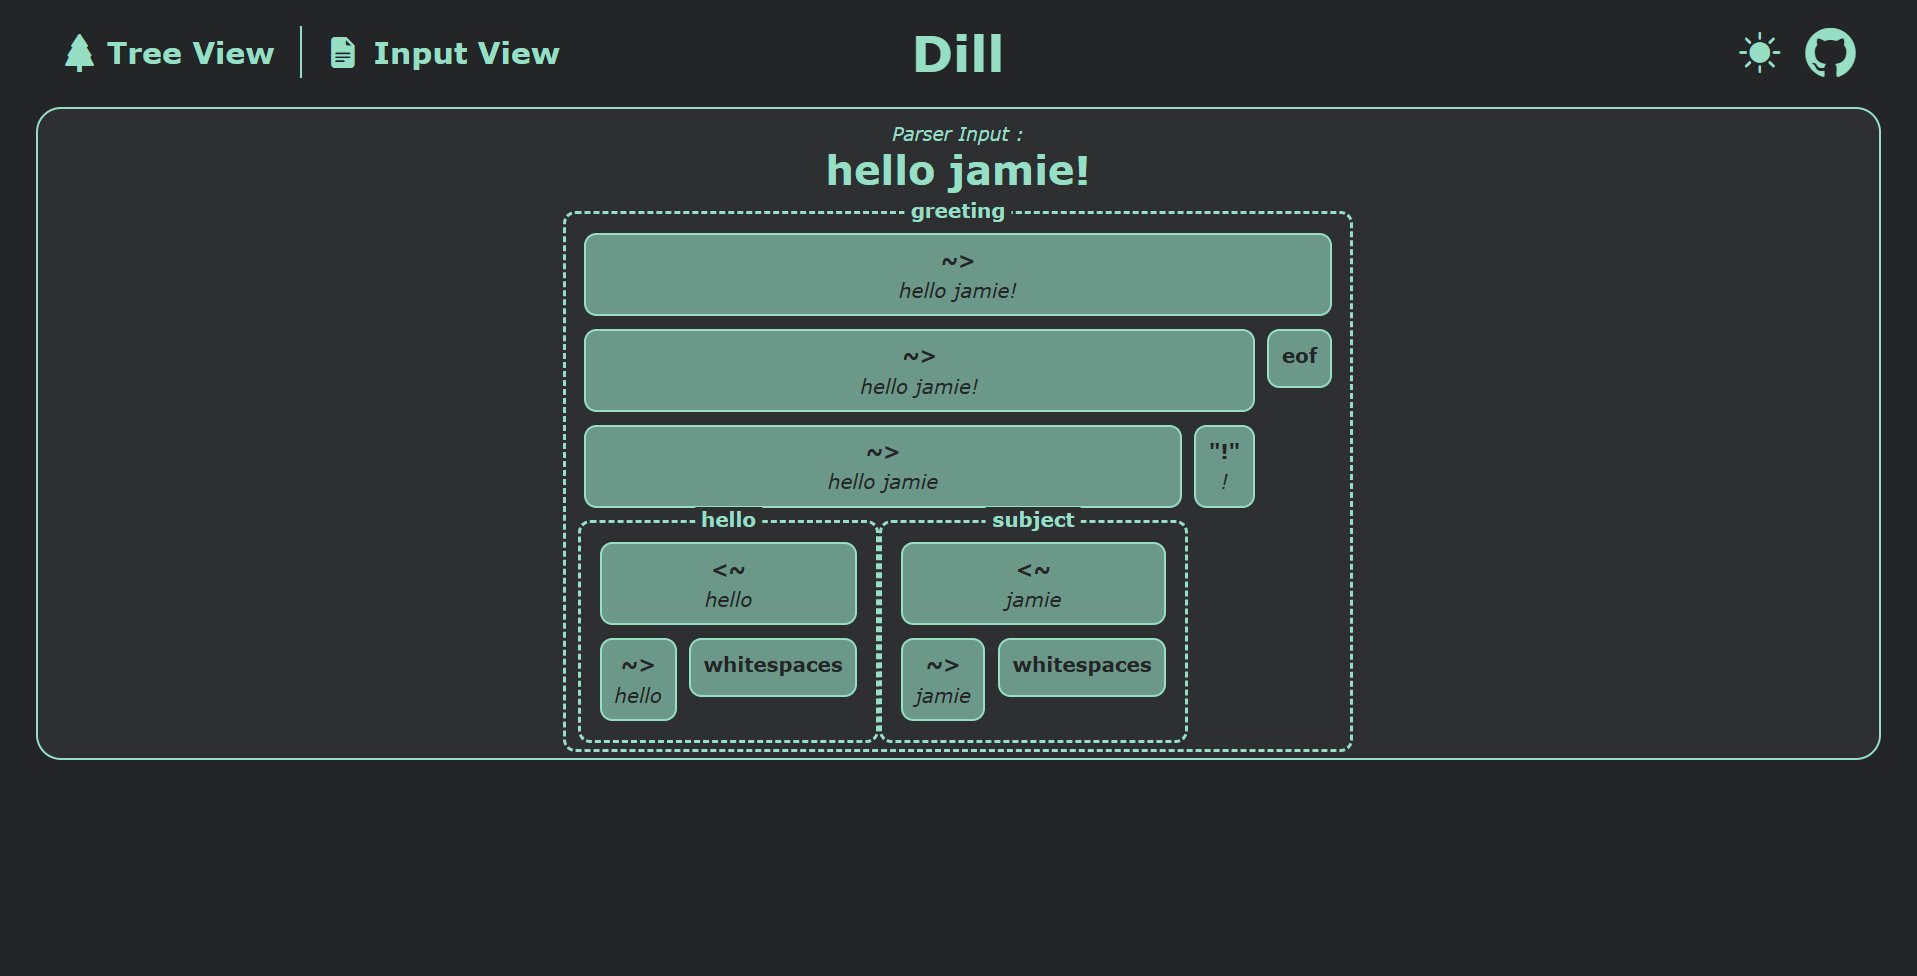 Tree View
Input View
Dill
Parser Input :
hello jamie!
greeting
~>
hello jamie!
~>
hello jamie!
eof
~>
hello jamie
"!"
!
hello
<~
hello
~>
hello
whitespaces
subject
<~
jamie
~>
jamie
whitespaces